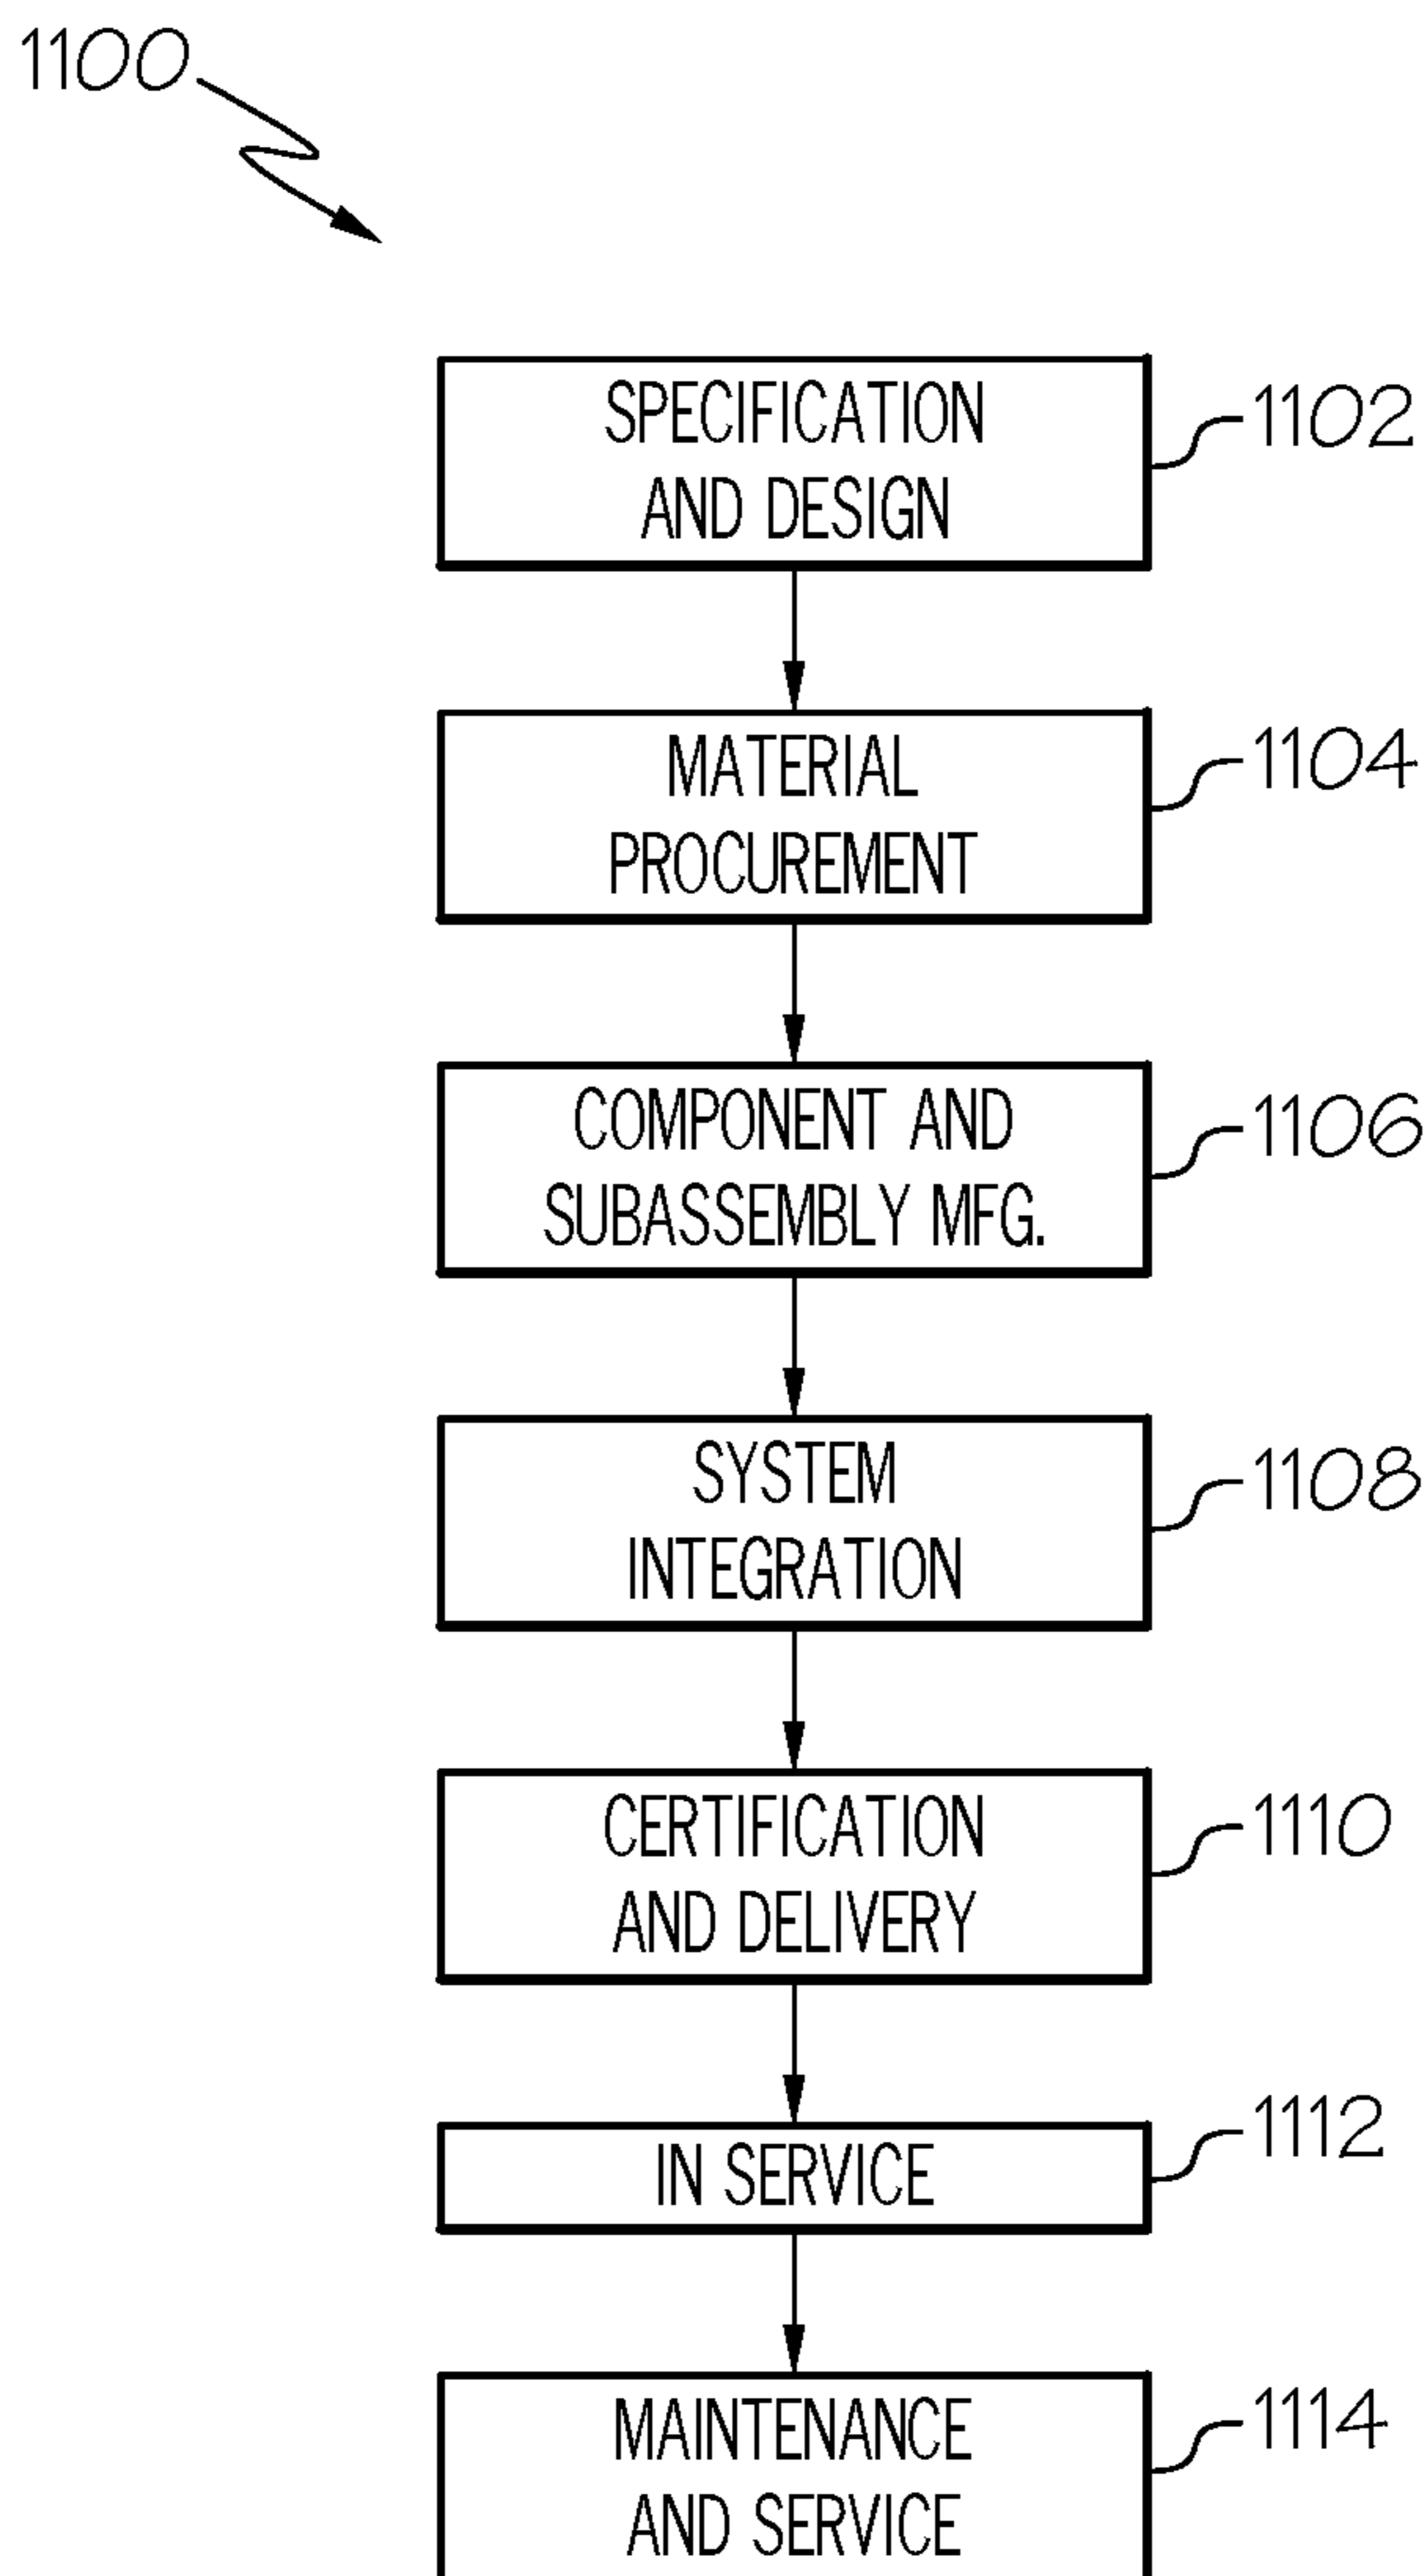 1100
SPECIFICATION
AND DESIGN
1102
MATERIAL
PROCUREMENT
1104
COMPONENT AND
SUBASSEMBLY MFG.
1106
SYSTEM
INTEGRATION
1108
CERTIFICATION
AND DELIVERY
1110
IN SERVICE
1112
MAINTENANCE
AND SERVICE
1114